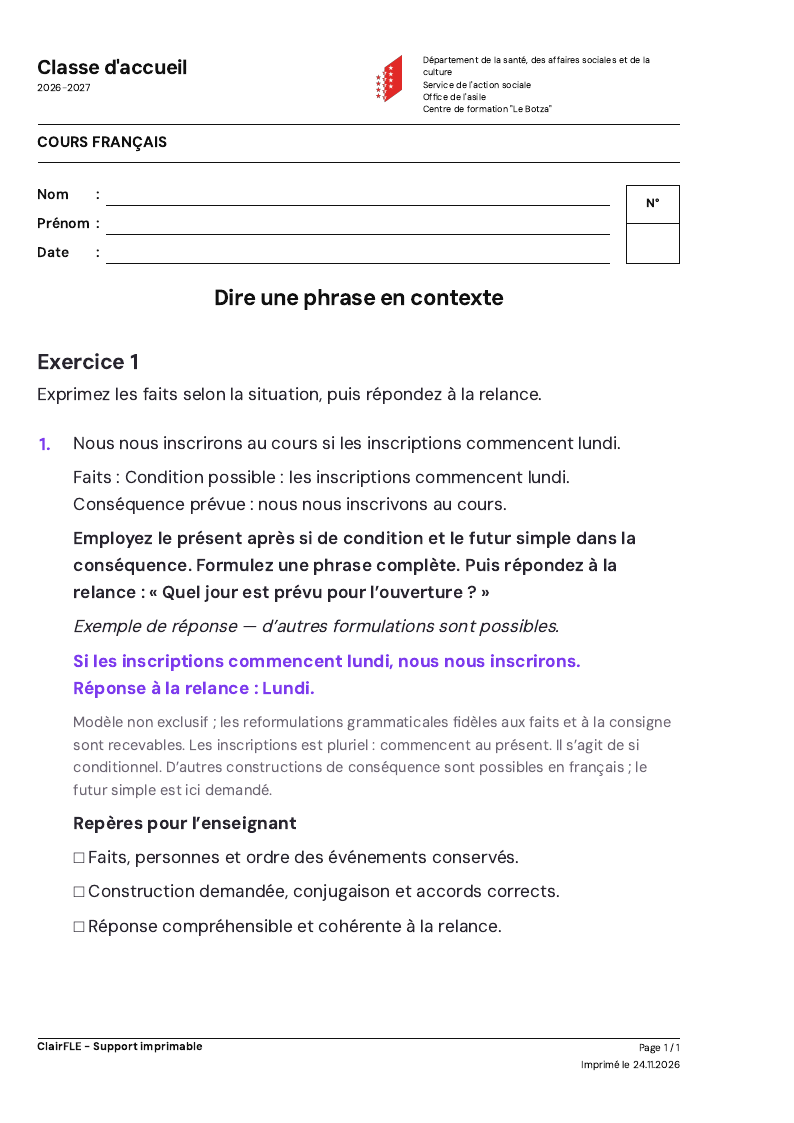 Classe d'accueil
2026-2027
Département de la santé, des affaires sociales et de la
culture
Service de l'action sociale
Office de l'asile
Centre de formation "Le Botza"
COURS FRANÇAIS
Nom :
Prénom :
Date :
N°
Dire une phrase en contexte
Exercice 1
Exprimez les faits selon la situation, puis répondez à la relance.
1. Nous nous inscrirons au cours si les inscriptions commencent lundi.
Faits : Condition possible : les inscriptions commencent lundi.
Conséquence prévue : nous nous inscrivons au cours.
Employez le présent après si de condition et le futur simple dans la
conséquence. Formulez une phrase complète. Puis répondez à la
relance : « Quel jour est prévu pour l’ouverture ? »
Exemple de réponse — d’autres formulations sont possibles.
Si les inscriptions commencent lundi, nous nous inscrirons.
Réponse à la relance : Lundi.
Modèle non exclusif ; les reformulations grammaticales fidèles aux faits et à la consigne
sont recevables. Les inscriptions est pluriel : commencent au présent. Il s’agit de si
conditionnel. D’autres constructions de conséquence sont possibles en français ; le
futur simple est ici demandé.
Repères pour l’enseignant
□ Faits, personnes et ordre des événements conservés.
□ Construction demandée, conjugaison et accords corrects.
□ Réponse compréhensible et cohérente à la relance.
ClairFLE - Support imprimable
Page 1 / 1
Imprimé le 24.11.2026